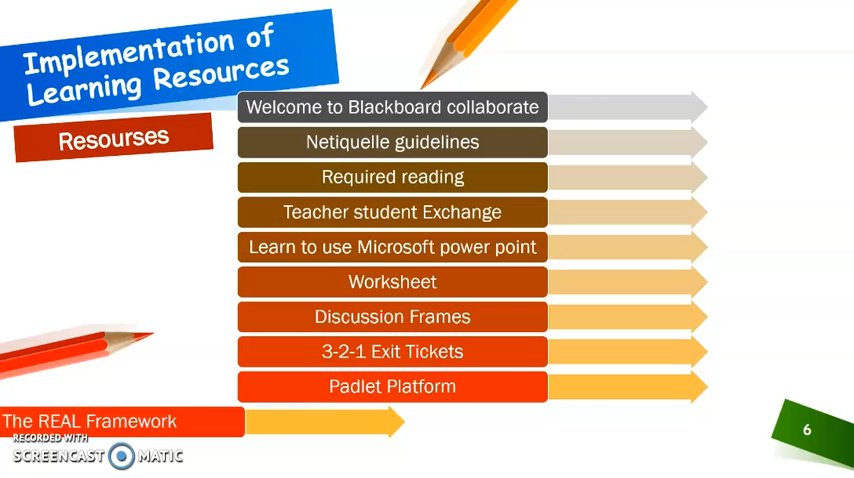 Implementation of
Learning Resources
Resourses
Welcome to Blackboard collaborate
Netiquelle guidelines
Required reading
Teacher student Exchange
Learn to use Microsoft power point
Worksheet
Discussion Frames
3-2-1 Exit Tickets
Padlet Platform
The REAL Framework
6
RECORDED WITH
SCREENCAST MATIC